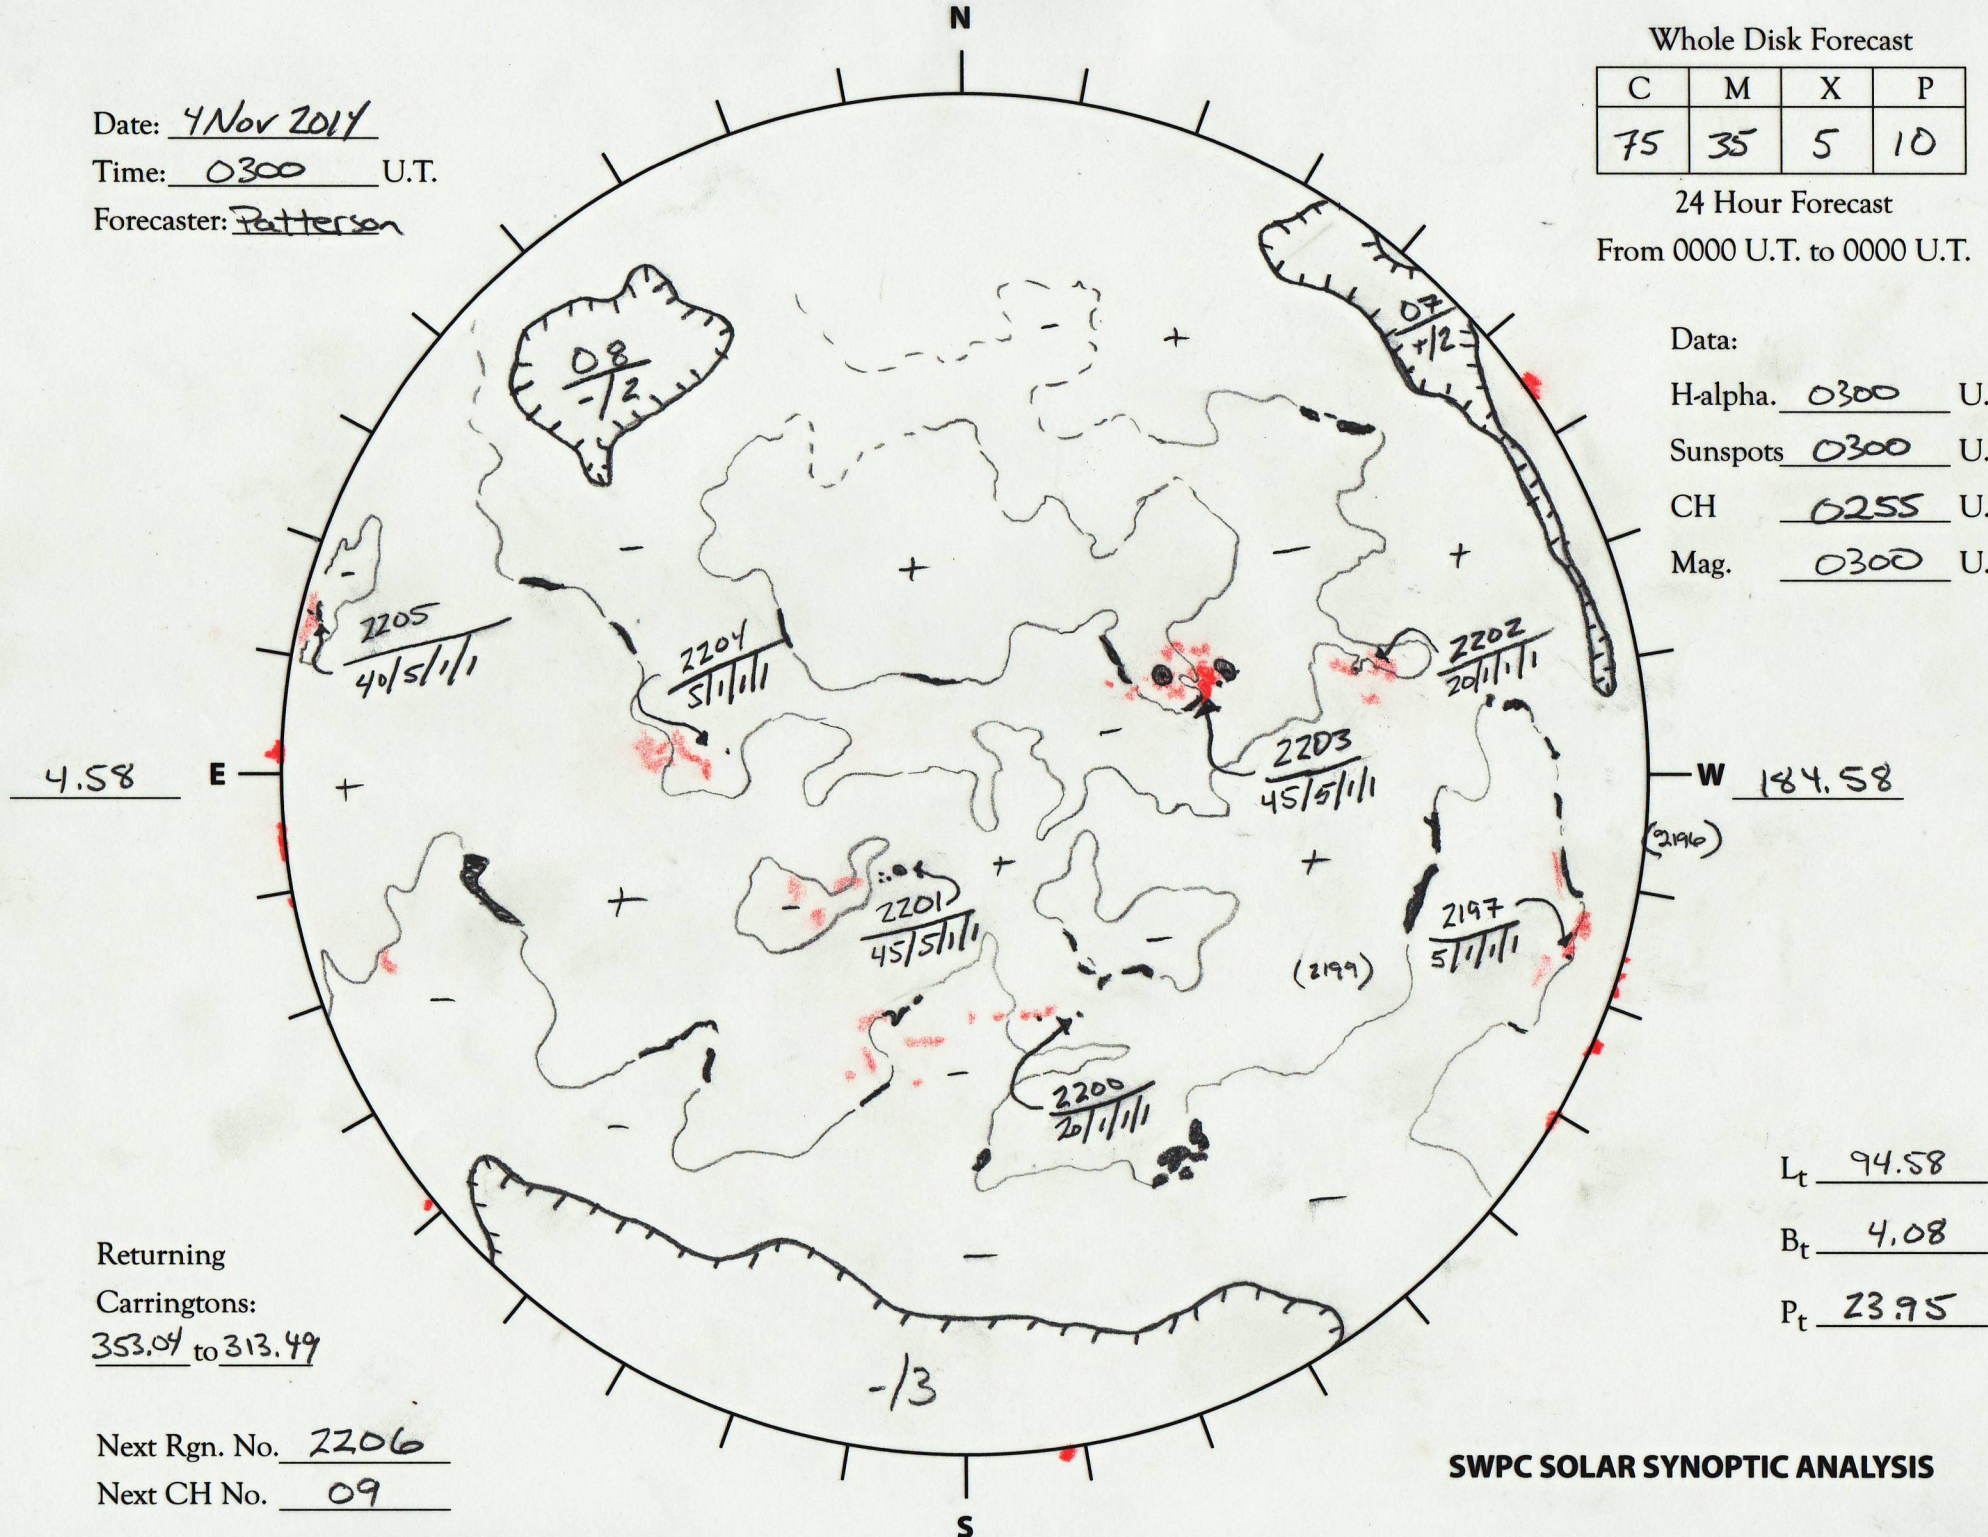 N
Whole Disk Forecast
C M X P
75 35 5 10
24 Hour Forecast
From 0000 U.T. to 0000 U.T.
Date: 4 Nov 2014
Time: 0300 U.T.
Forecaster: Patterson
Data:
H-alpha. 0300 U.
Sunspots 0300 U.
CH 0255 U.
Mag. 0300 U.
07
+/2
08
-/2
-
+
-
+
-
+
-
2205
40/5/1/1
2204
5/1/1/1
2202
20/1/1/1
-
2203
45/5/1/1
4.58 E
+
W 184.58
(2196)
+
+
+
-
2201
45/5/1/1
2197
5/1/1/1
-
(2199)
-
-
2200
20/1/1/1
-
-
-
-/3
Lt 94.58
Bt 4.08
Pt 23.95
Returning
Carringtons:
353.04 to 313.49
Next Rgn. No. 2206
Next CH No. 09
SWPC SOLAR SYNOPTIC ANALYSIS
S